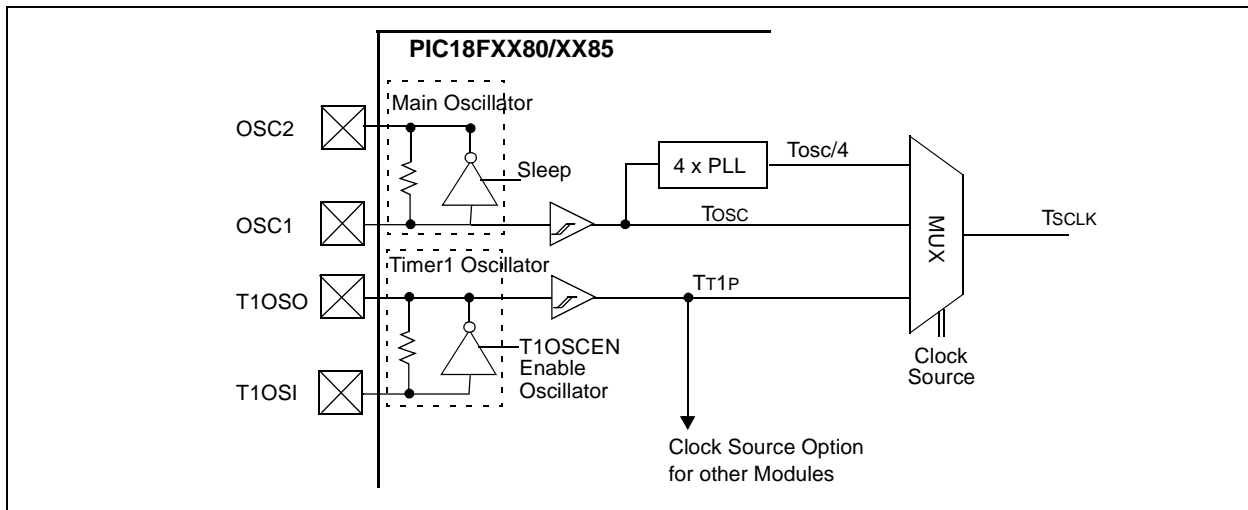 PIC18FXX80/XX85
Main Oscillator
OSC2
Sleep
4 x PLL
TOSC/4
OSC1
TOSC
MUX
TSCLK
Timer1 Oscillator
T1OSO
TT1P
T1OSCEN
Enable
Oscillator
T1OSI
Clock
Source
Clock Source Option
for other Modules